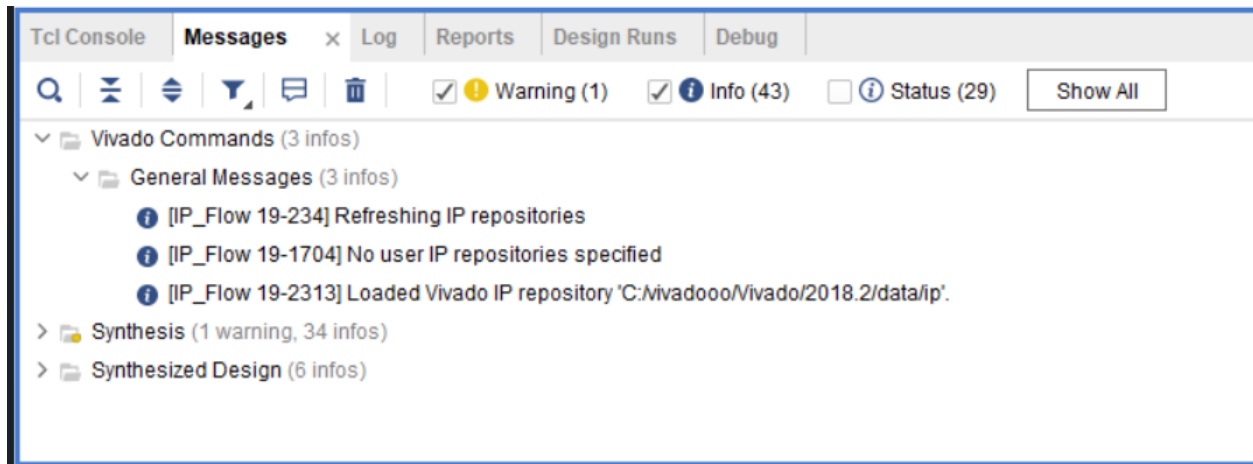 Tcl Console Messages × Log Reports Design Runs Debug
Warning (1) Info (43) Status (29) Show All
Vivado Commands (3 infos)
General Messages (3 infos)
[IP_Flow 19-234] Refreshing IP repositories
[IP_Flow 19-1704] No user IP repositories specified
[IP_Flow 19-2313] Loaded Vivado IP repository 'C:/vivadooo/Vivado/2018.2/data/ip'.
Synthesis (1 warning, 34 infos)
Synthesized Design (6 infos)